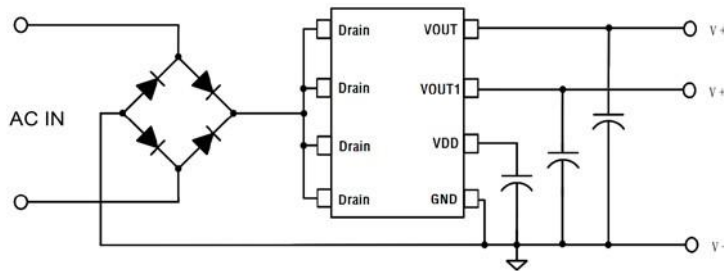 Drain VOUT V+
Drain VOUT1 V+
AC IN
Drain VDD
Drain GND
V-